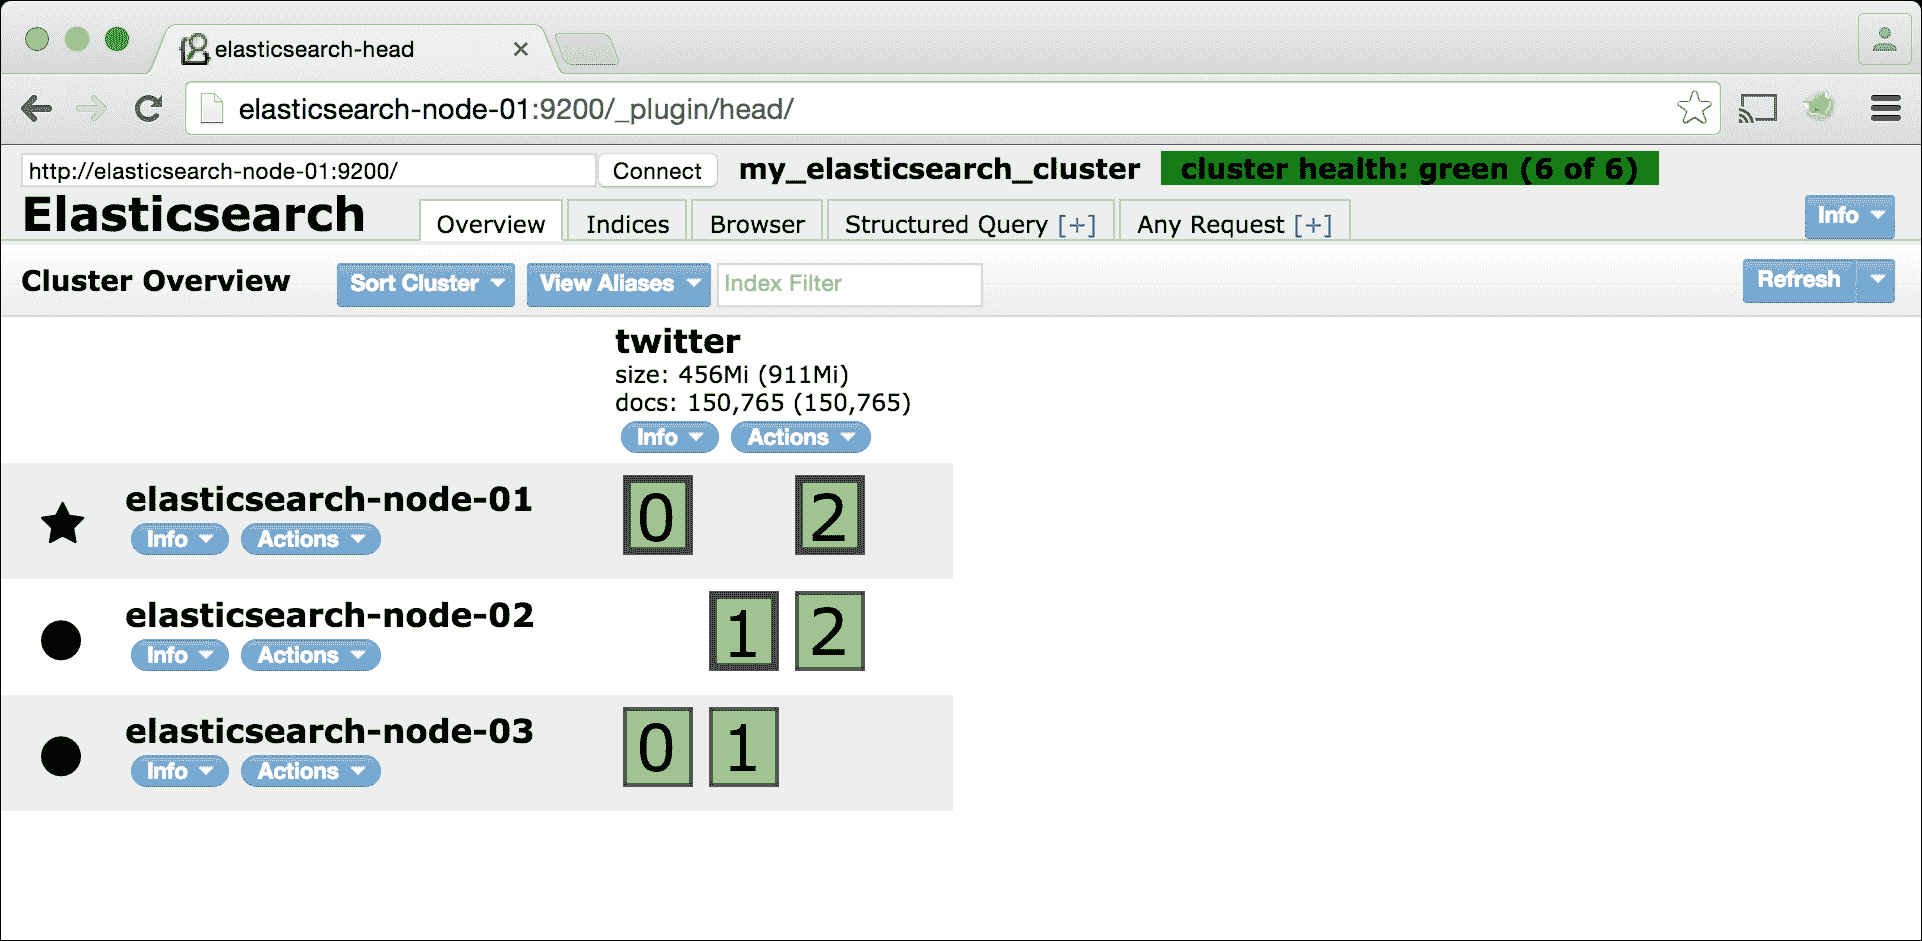 elasticsearch-head
elasticsearch-node-01:9200/_plugin/head/
http://elasticsearch-node-01:9200/ Connect my_elasticsearch_cluster cluster health: green (6 of 6)
Elasticsearch Overview Indices Browser Structured Query [+] Any Request [+] Info
Cluster Overview Sort Cluster View Aliases Index Filter Refresh
twitter
size: 456Mi (911Mi)
docs: 150,765 (150,765)
Info Actions
elasticsearch-node-01 0 2
Info Actions
elasticsearch-node-02 1 2
Info Actions
elasticsearch-node-03 0 1
Info Actions